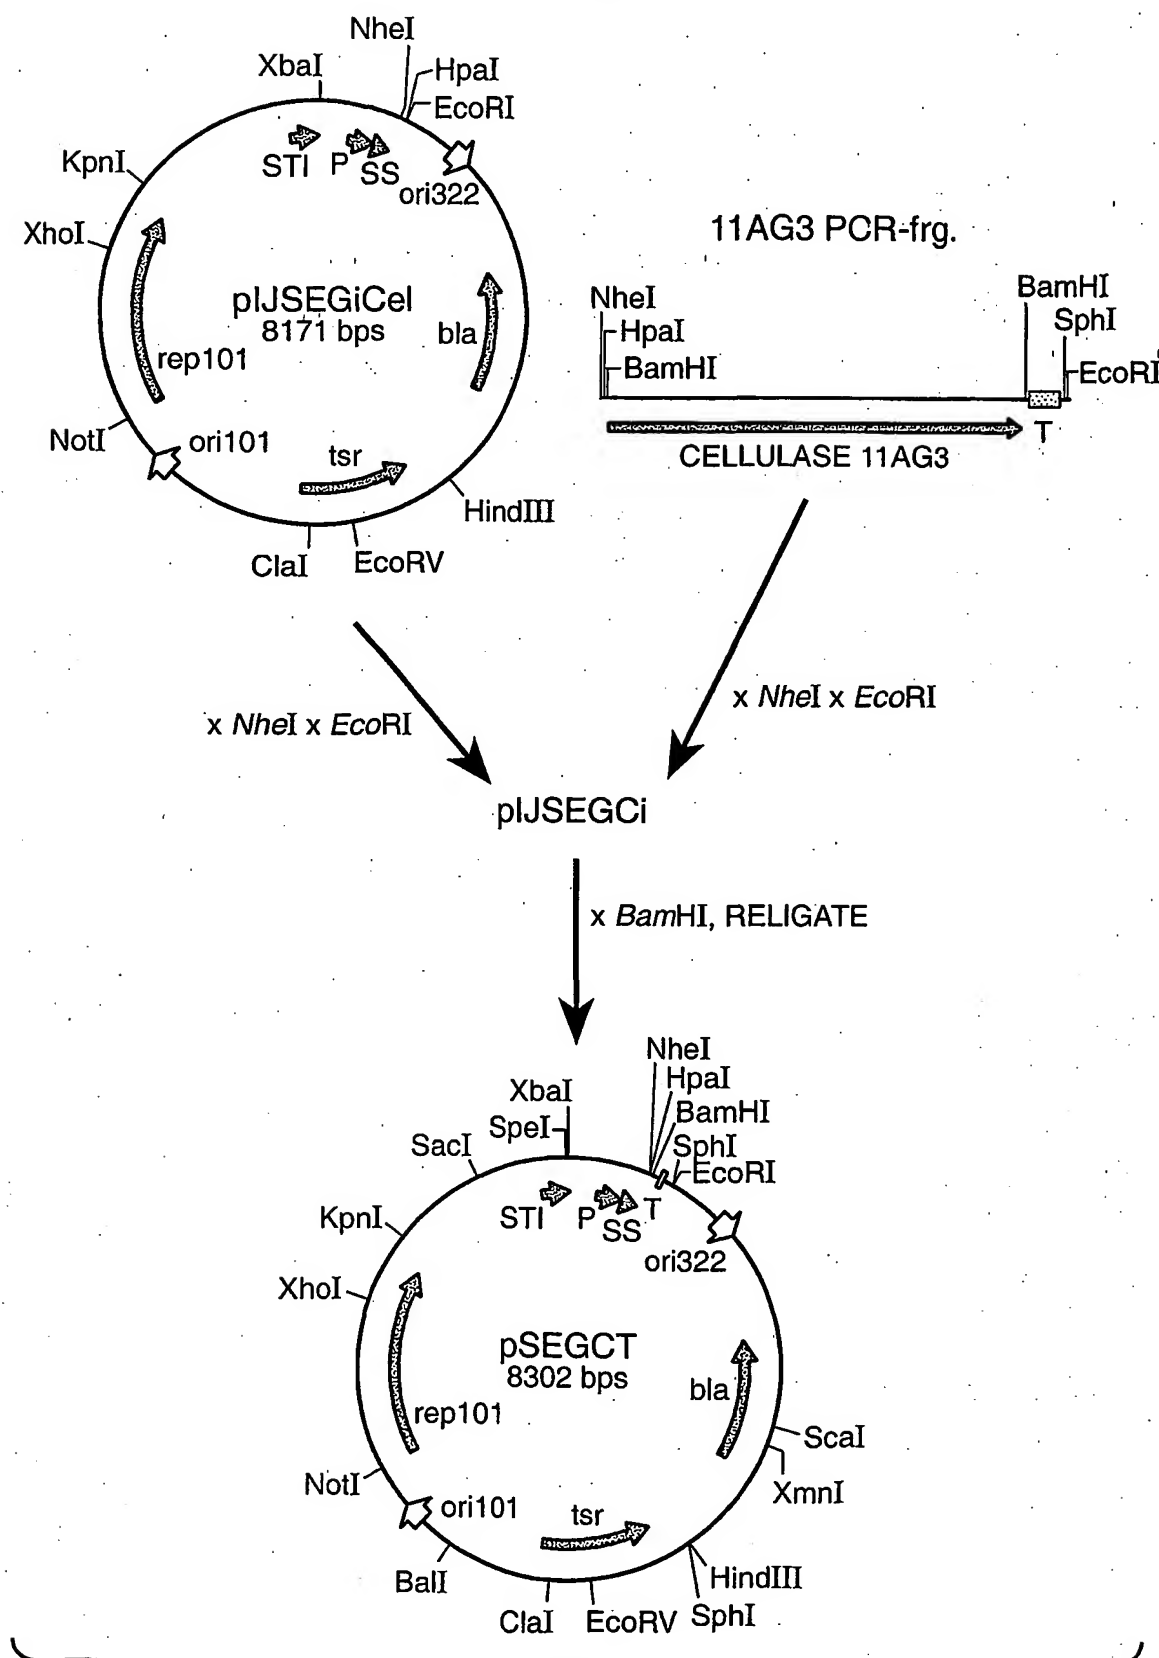 NheI
XbaI
HpaI
EcoRI
KpnI
STI
P
SS
ori322
XhoI
pIJSEGiCel
8171 bps
bla
rep101
NotI
ori101
tsr
HindIII
ClaI
EcoRV
11AG3 PCR-frg.
BamHI
NheI
SphI
HpaI
BamHI
EcoRI
T
CELLULASE 11AG3
x NheI x EcoRI
x NheI x EcoRI
pIJSEGCi
x BamHI, RELIGATE
NheI
HpaI
XbaI
BamHI
SpeI
SphI
SacI
EcoRI
STI
P
SS
T
KpnI
ori322
XhoI
pSEGCT
8302 bps
bla
rep101
ScaI
NotI
XmnI
ori101
tsr
BalI
HindIII
ClaI
EcoRV
SphI